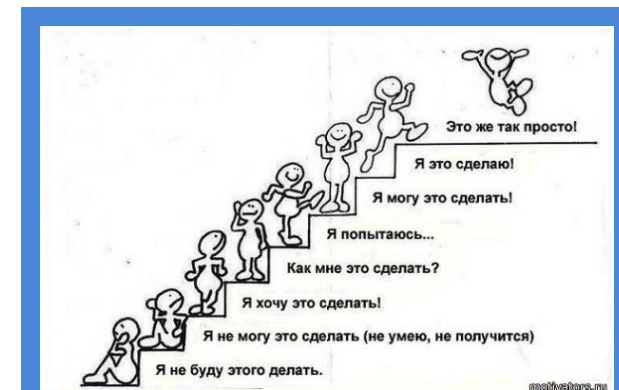 Это же так просто!
Я это сделаю!
Я могу это сделать!
Я попытаюсь...
Как мне это сделать?
Я хочу это сделать!
Я не могу это сделать (не умею, не получится)
Я не буду этого делать.
motivators.ru